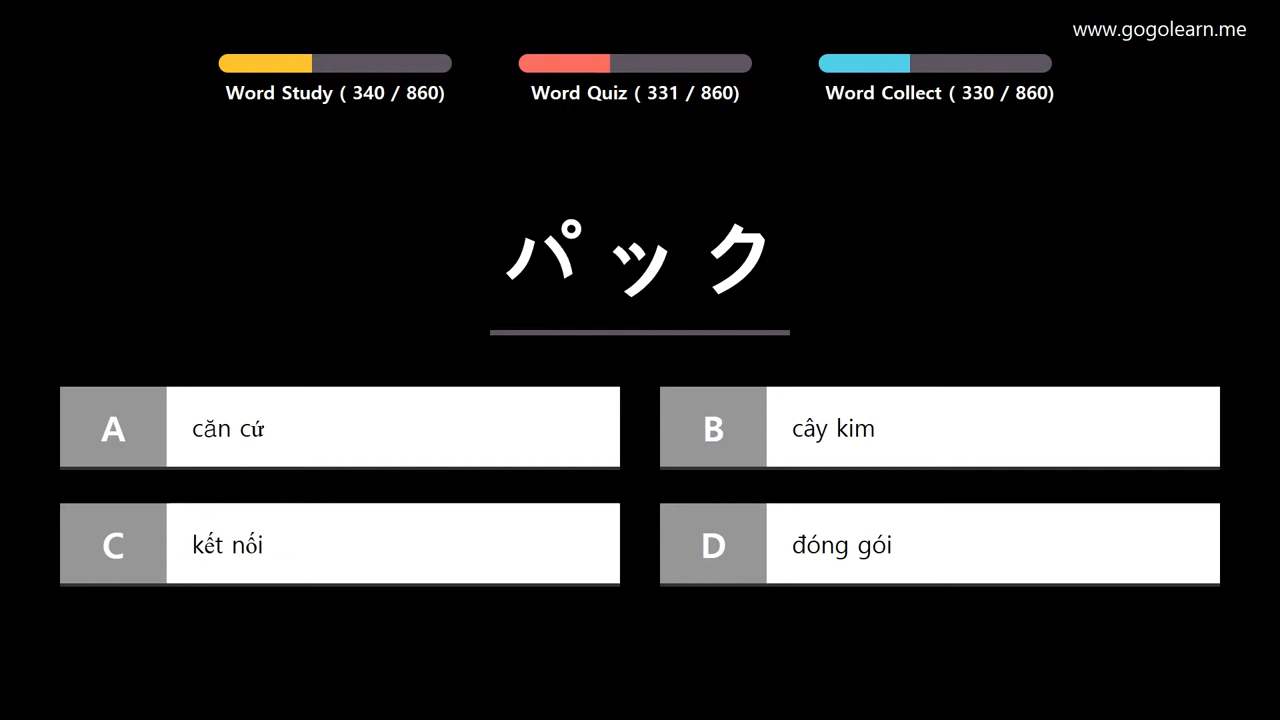 www.gogolearn.me
Word Study ( 340 / 860)
Word Quiz ( 331 / 860)
Word Collect ( 330 / 860)
パック
A căn cứ
B cây kim
C kết nối
D đóng gói